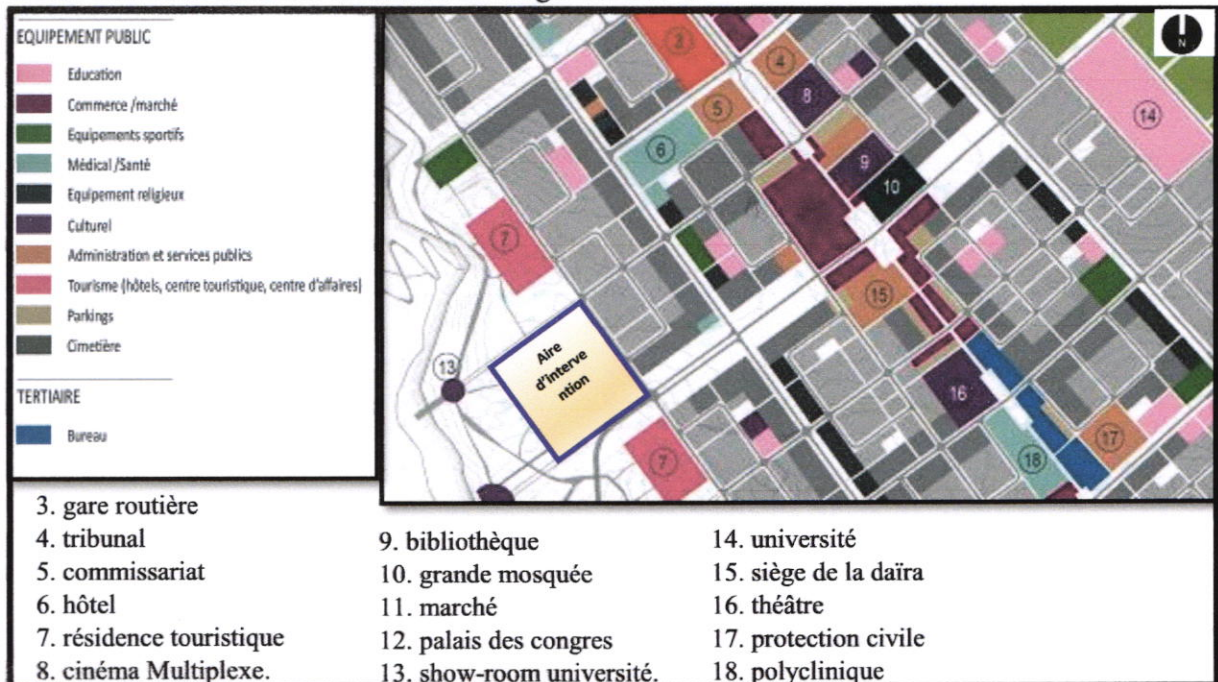 EQUIPEMENT PUBLIC
Education
Commerce /marché
Equipements sportifs
Médical /Santè
Equipement religieux
Culturel
Administration et services publics
Tourisme (hôtels, centre touristique, centre d'affaires)
Parkings
Cimetière
TERTIAIRE
Bureau
N
3
4
5
8
14
6
9
10
7
15
Aire
d'interve
ntion
13
16
7
18
17
3. gare routière
4. tribunal
5. commissariat
6. hôtel
7. résidence touristique
8. cinéma Multiplexe.
9. bibliothèque
10. grande mosquée
11. marché
12. palais des congres
13. show-room université.
14. université
15. siège de la daïra
16. théâtre
17. protection civile
18. polyclinique